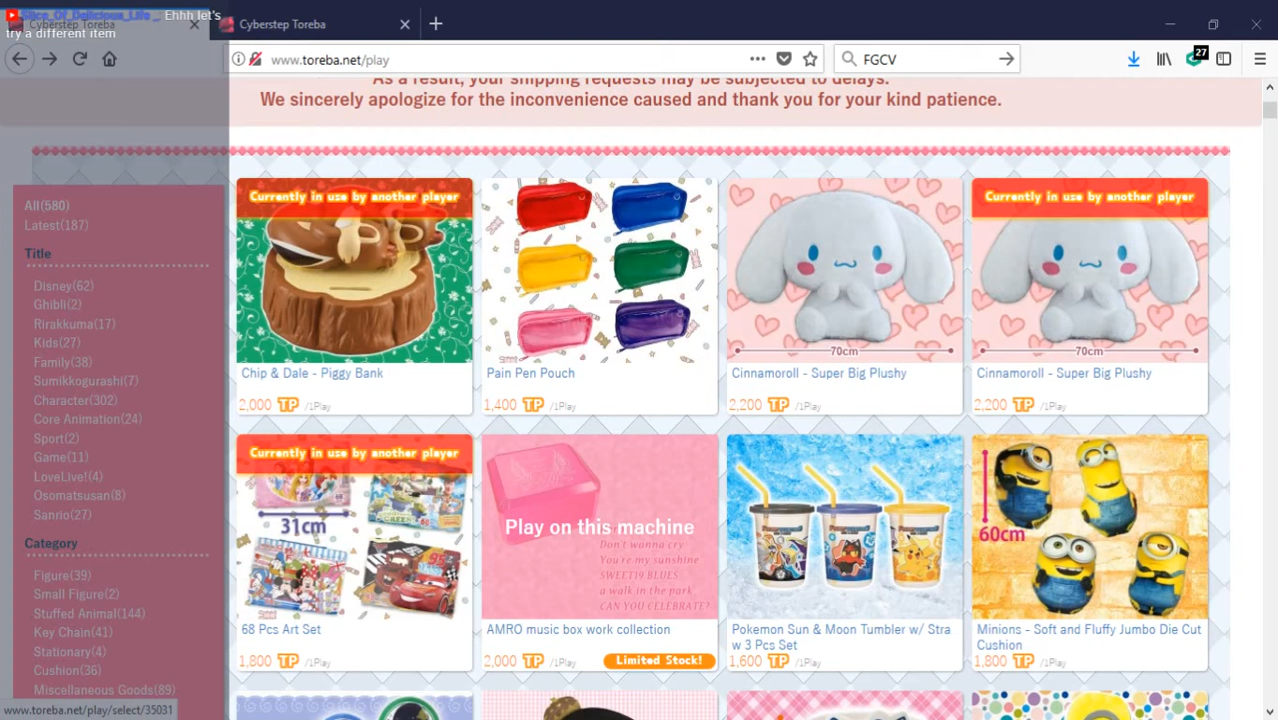 Slice_Of_Dglicious_Life_ Ehhh let's
try a different item
Cyberstep Toreba
Cyberstep Toreba
www.toreba.net/play
FGCV
27
As a result, your shipping requests may be subjected to delays.
We sincerely apologize for the inconvenience caused and thank you for your kind patience.
All(580)
Latest(187)
Title
Disney(62)
Ghibli(2)
Rirakkuma(17)
Kids(27)
Family(38)
Sumikkogurashi(7)
Character(302)
Core Animation(24)
Sport(2)
Game(11)
LoveLive!(4)
Osomatsusan(8)
Sanrio(27)
Category
Figure(39)
Small Figure(2)
Stuffed Animal(144)
Key Chain(41)
Stationary(4)
Cushion(36)
Miscellaneous Goods(89)
www.toreba.net/play/select/35031
Currently in use by another player
Chip & Dale - Piggy Bank
2,000 TP /1Play
Pain Pen Pouch
1,400 TP /1Play
70cm
Cinnamoroll - Super Big Plushy
2,200 TP /1Play
Currently in use by another player
70cm
Cinnamoroll - Super Big Plushy
2,200 TP /1Play
Currently in use by another player
31cm
68 Pcs Art Set
1,800 TP /1Play
Play on this machine
Don't wanna cry
You're my sunshine
SWEET19 BLUES
a walk in the park
CAN YOU CELEBRATE?
AMRO music box work collection
2,000 TP /1Play
Limited Stock!
Pokemon Sun & Moon Tumbler w/ Stra
w 3 Pcs Set
1,600 TP /1Play
60cm
Minions - Soft and Fluffy Jumbo Die Cut
Cushion
1,800 TP /1Play